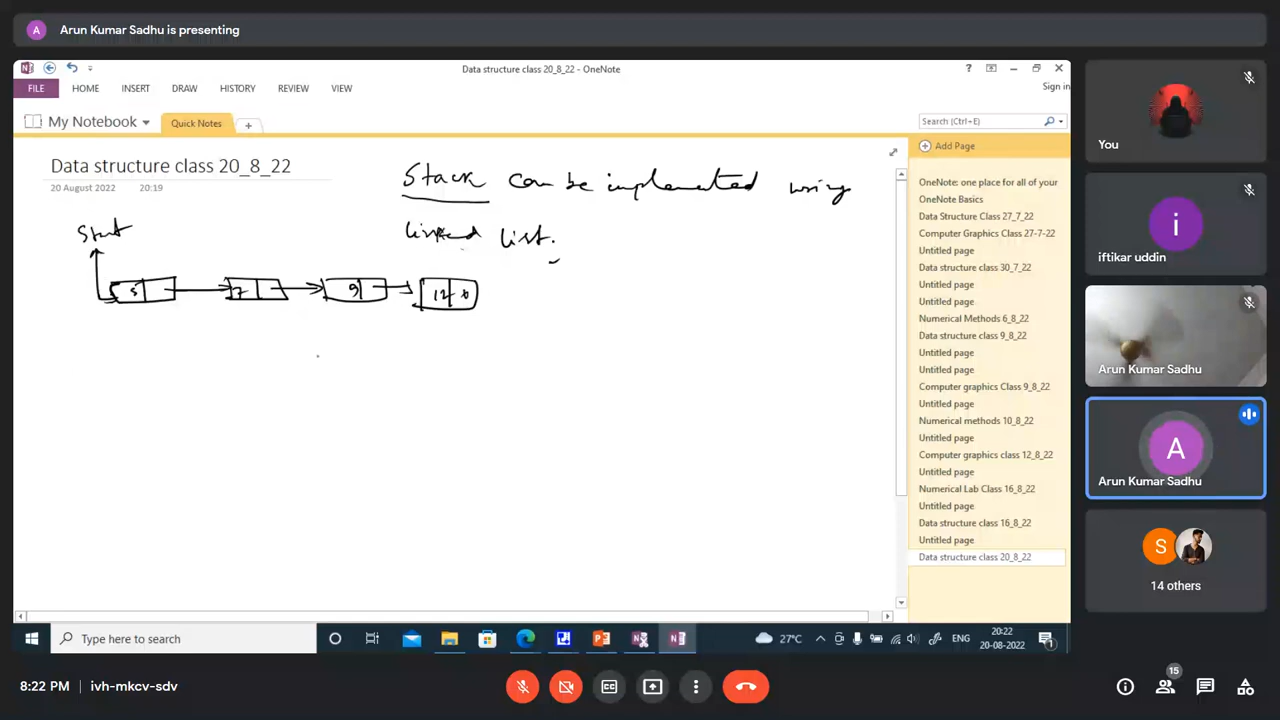 A Arun Kumar Sadhu is presenting
Data structure class 20_8_22 - OneNote
FILE HOME INSERT DRAW HISTORY REVIEW VIEW
Sign in
My Notebook Quick Notes
Search (Ctrl+E)
Data structure class 20_8_22
20 August 2022 20:19
Stack can be implemented using
linked list.
Start
5 7 9 12
Add Page
OneNote: one place for all of your
OneNote Basics
Data Structure Class 27_7_22
Computer Graphics Class 27-7-22
Untitled page
Data structure class 30_7_22
Untitled page
Untitled page
Numerical Methods 6_8_22
Data structure class 9_8_22
Untitled page
Untitled page
Computer graphics Class 9_8_22
Untitled page
Numerical methods 10_8_22
Untitled page
Computer graphics class 12_8_22
Untitled page
Numerical Lab Class 16_8_22
Untitled page
Data structure class 16_8_22
Untitled page
Data structure class 20_8_22
You
i
iftikar uddin
Arun Kumar Sadhu
A
Arun Kumar Sadhu
S
14 others
Type here to search
27°C
ENG
20:22
20-08-2022
1
8:22 PM | ivh-mkcv-sdv
15